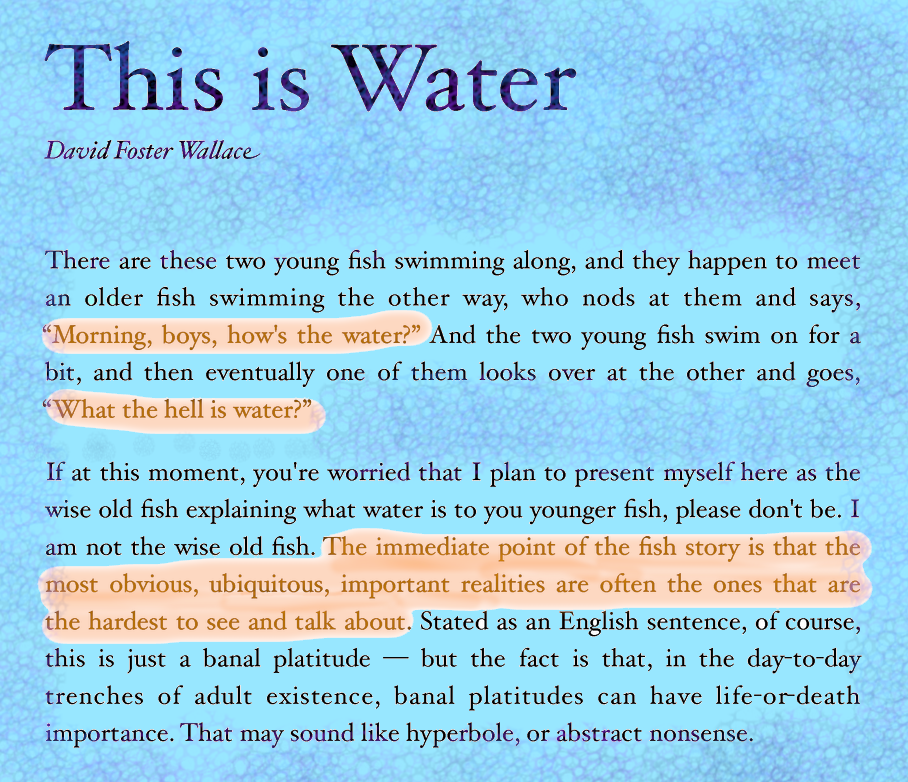 This is Water
David Foster Wallace
There are these two young fish swimming along, and they happen to meet
an older fish swimming the other way, who nods at them and says,
“Morning, boys, how's the water?” And the two young fish swim on for a
bit, and then eventually one of them looks over at the other and goes,
“What the hell is water?”
If at this moment, you're worried that I plan to present myself here as the
wise old fish explaining what water is to you younger fish, please don't be. I
am not the wise old fish. The immediate point of the fish story is that the
most obvious, ubiquitous, important realities are often the ones that are
the hardest to see and talk about. Stated as an English sentence, of course,
this is just a banal platitude — but the fact is that, in the day-to-day
trenches of adult existence, banal platitudes can have life-or-death
importance. That may sound like hyperbole, or abstract nonsense.